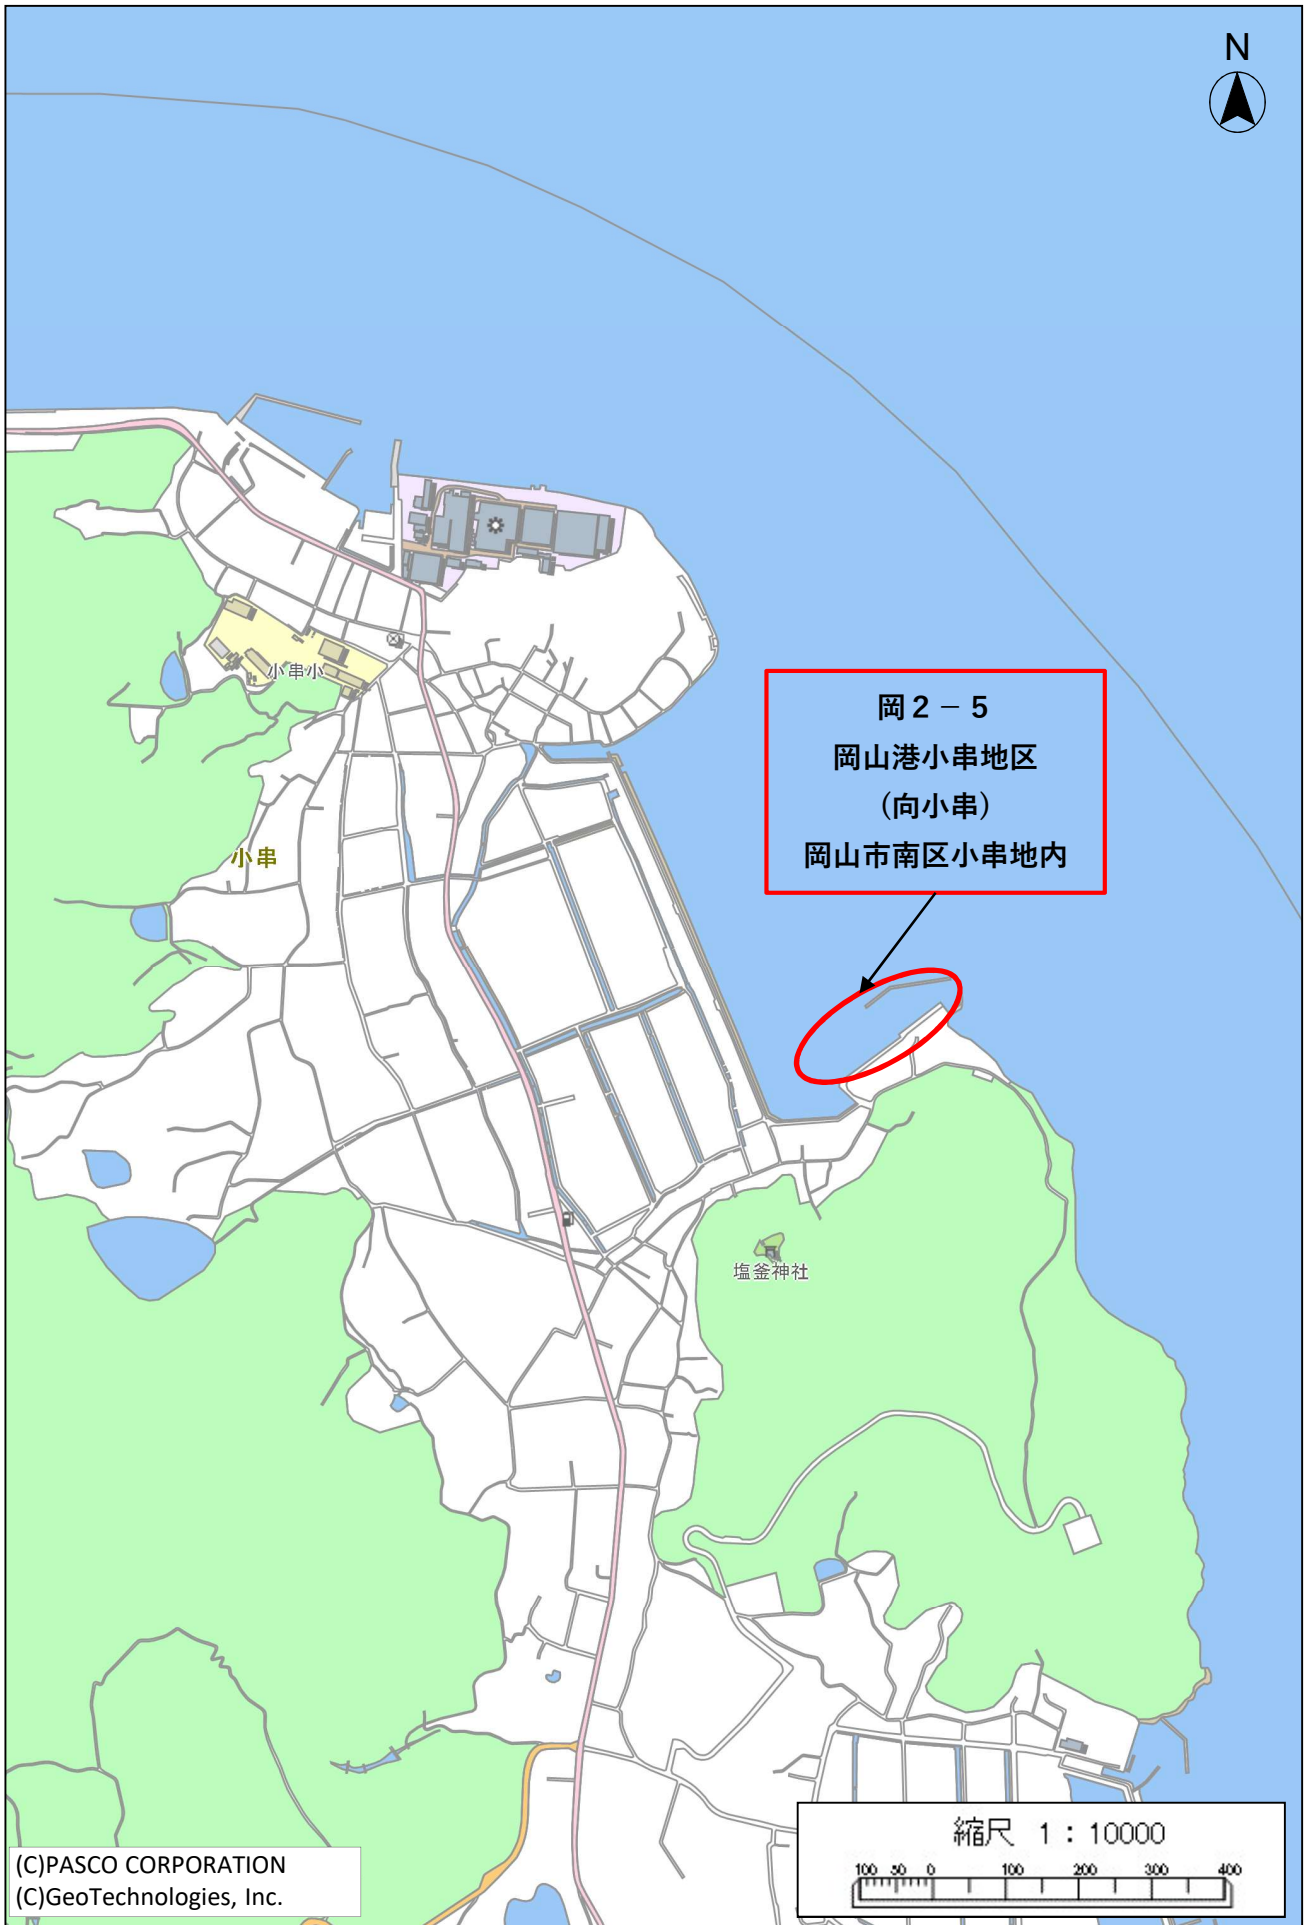 N
小串小
岡２－５
岡山港小串地区
(向小串)
岡山市南区小串地内
小串
塩釜神社
縮尺 1：10000
100 50 0 100 200 300 400
(C)PASCO CORPORATION
(C)GeoTechnologies, Inc.